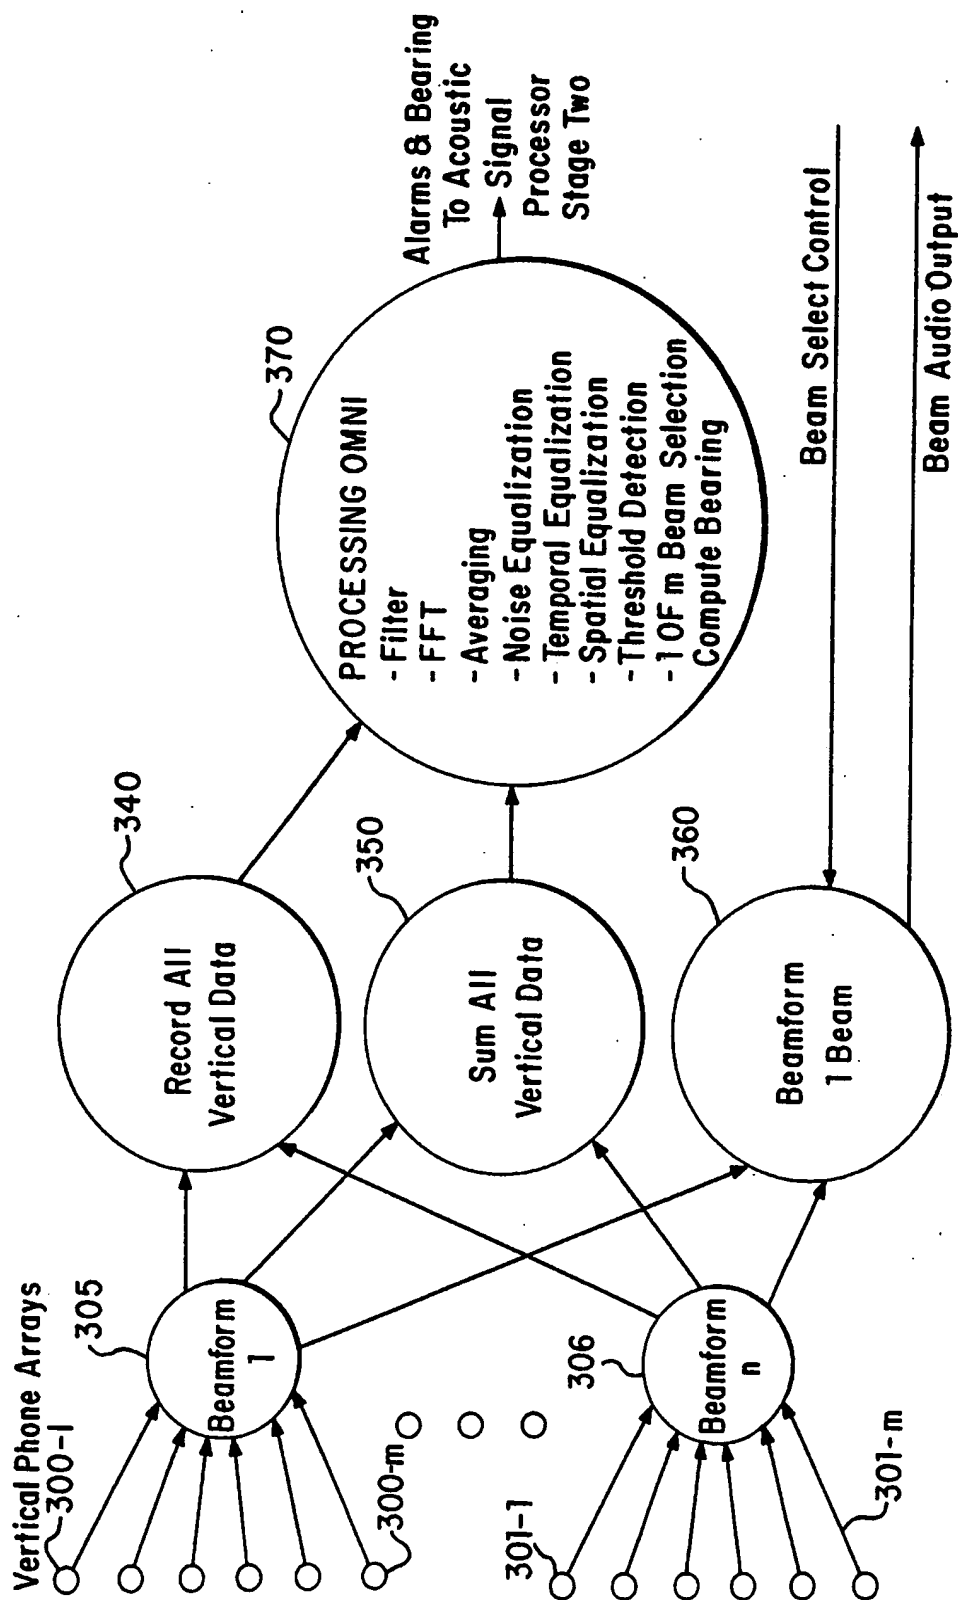 Vertical Phone Arrays
300-1
305
Beamform
1
300-m
301-1
306
Beamform
n
301-m
340
Record All
Vertical Data
350
Sum All
Vertical Data
360
Beamform
1 Beam
370
PROCESSING OMNI
- Filter
- FFT
- Averaging
- Noise Equalization
- Temporal Equalization
- Spatial Equalization
- Threshold Detection
- 1 OF m Beam Selection
Compute Bearing
Alarms & Bearing
To Acoustic
Signal
Processor
Stage Two
Beam Select Control
Beam Audio Output